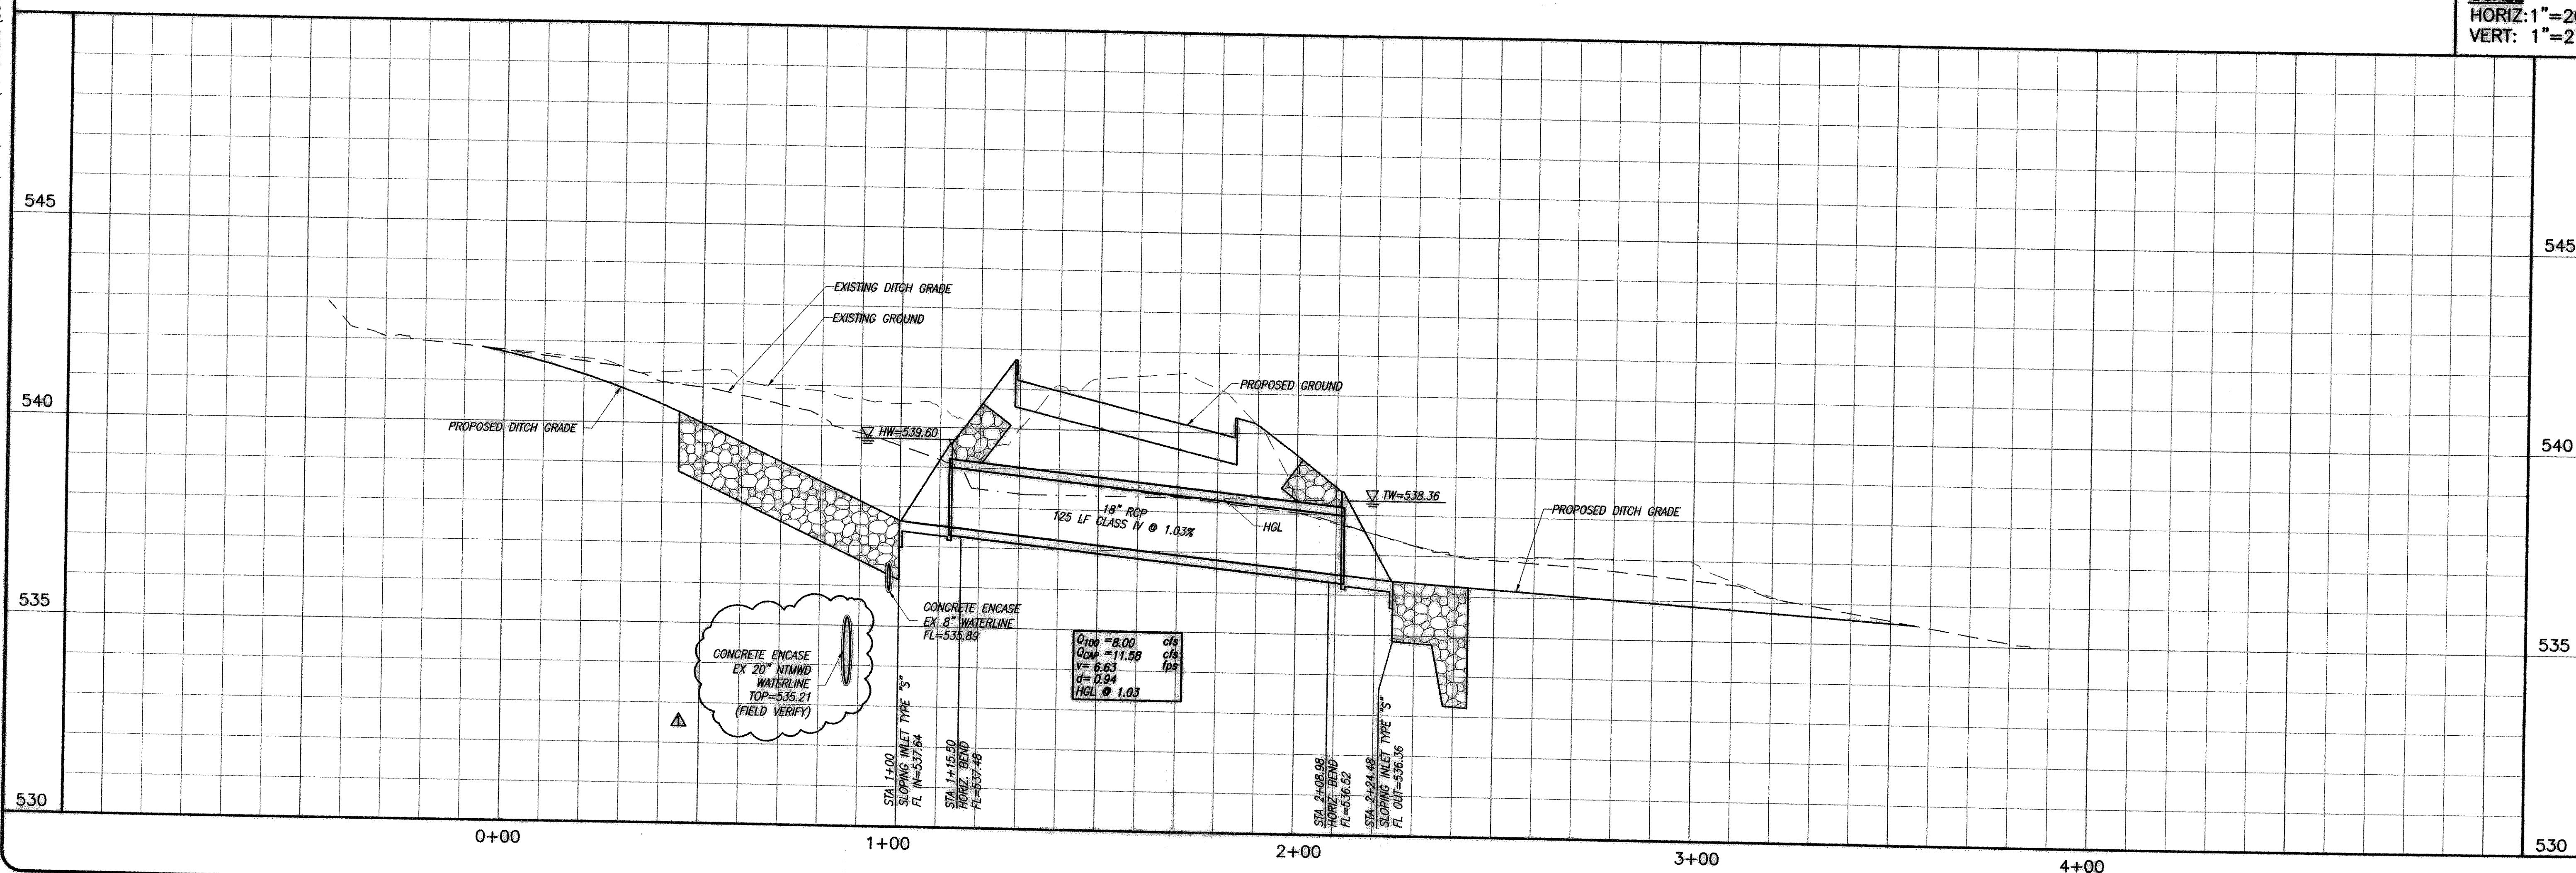 HORIZ:1"=2
VERT: 1"=2
545
545
EXISTING DITCH GRADE
EXISTING GROUND
PROPOSED GROUND
540
540
PROPOSED DITCH GRADE
HW=539.60
TW=538.36
18" RCP
125 LF CLASS IV @ 1.03%
HGL
PROPOSED DITCH GRADE
535
535
CONCRETE ENCASE
EX 8" WATERLINE
FL=535.89
CONCRETE ENCASE
EX 20" NTMWD
WATERLINE
TOP=535.21
(FIELD VERIFY)
1
Q100 =8.00 cfs
QCAP =11.58 cfs
v= 6.63 fps
d= 0.94
HGL @ 1.03
STA 1+00
SLOPING INLET TYPE "S"
FL IN=537.64
STA 1+15.50
HORIZ. BEND
FL=537.48
STA 2+08.98
HORIZ. BEND
FL=536.52
STA 2+24.48
SLOPING INLET TYPE "S"
FL OUT=536.36
530
530
0+00
1+00
2+00
3+00
4+00